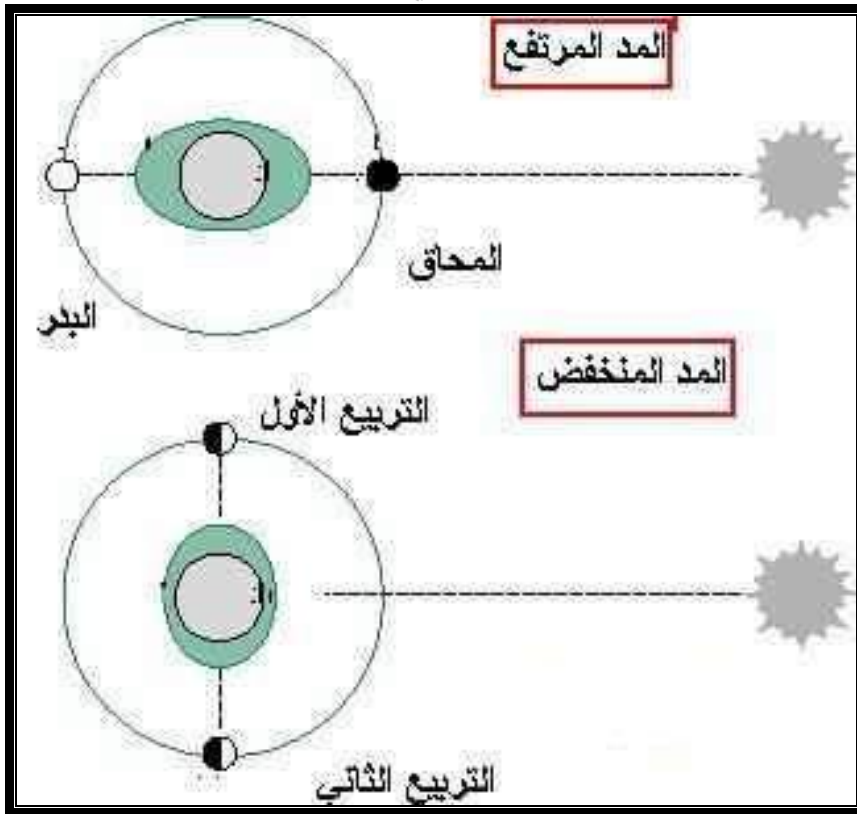 المد المرتفع
المحاق
البدر
المد المنخفض
التربيع الأول
التربيع الثاني